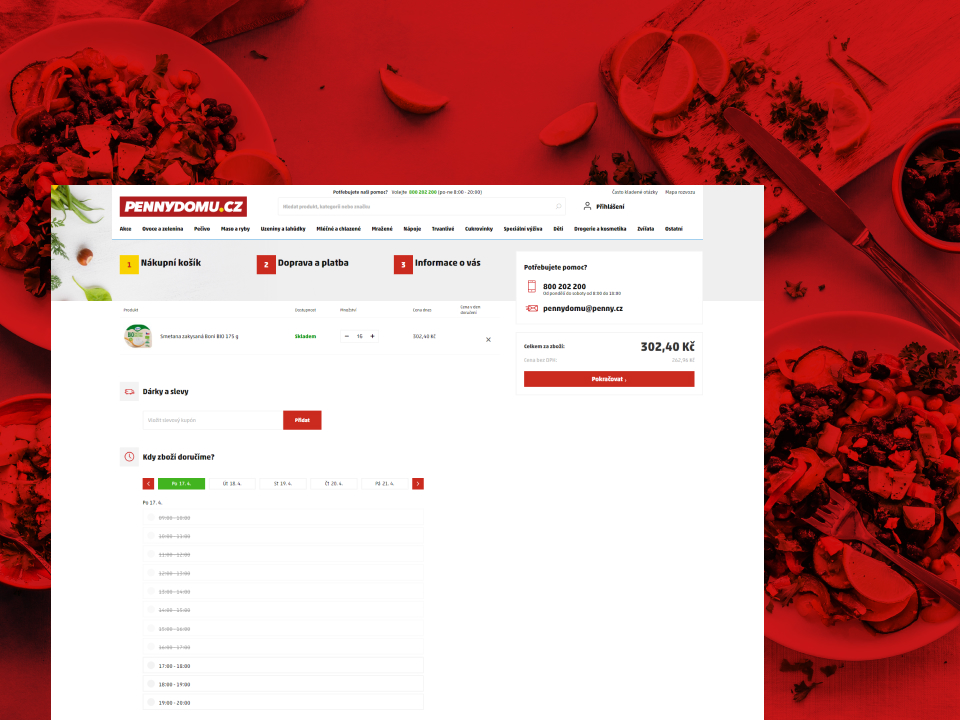 Potřebujete naši pomoc? Volejte 800 202 200 (po-ne 8:00 - 20:00)
Často kladené otázky Mapa rozvozu
PENNYDOMU.CZ
Hledat produkt, kategorii nebo značku
Přihlášení
Akce Ovoce a zelenina Pečivo Maso a ryby Uzeniny a lahůdky Mléčné a chlazené Mražené Nápoje Trvanlivé Cukrovinky Speciální výživa Děti Drogerie a kosmetika Zvířata Ostatní
1 Nákupní košík
2 Doprava a platba
3 Informace o vás
Produkt Dostupnost Množství Cena dnes Cena v den
doručení
Smetana zakysaná Boni BIO 175 g Skladem − 16 + 302,40 Kč ×
Potřebujete pomoc?
800 202 200
Od pondělí do soboty od 8:00 do 18:00
pennydomu@penny.cz
Celkem za zboží: 302,40 Kč
Cena bez DPH: 262,96 Kč
Pokračovat
Dárky a slevy
Vložit slevový kupón
Přidat
Kdy zboží doručíme?
Po 17. 4. Út 18. 4. St 19. 4. Čt 20. 4. Pá 21. 4.
Po 17. 4.
09:00 - 10:00
10:00 - 11:00
11:00 - 12:00
12:00 - 13:00
13:00 - 14:00
14:00 - 15:00
15:00 - 16:00
16:00 - 17:00
17:00 - 18:00
18:00 - 19:00
19:00 - 20:00